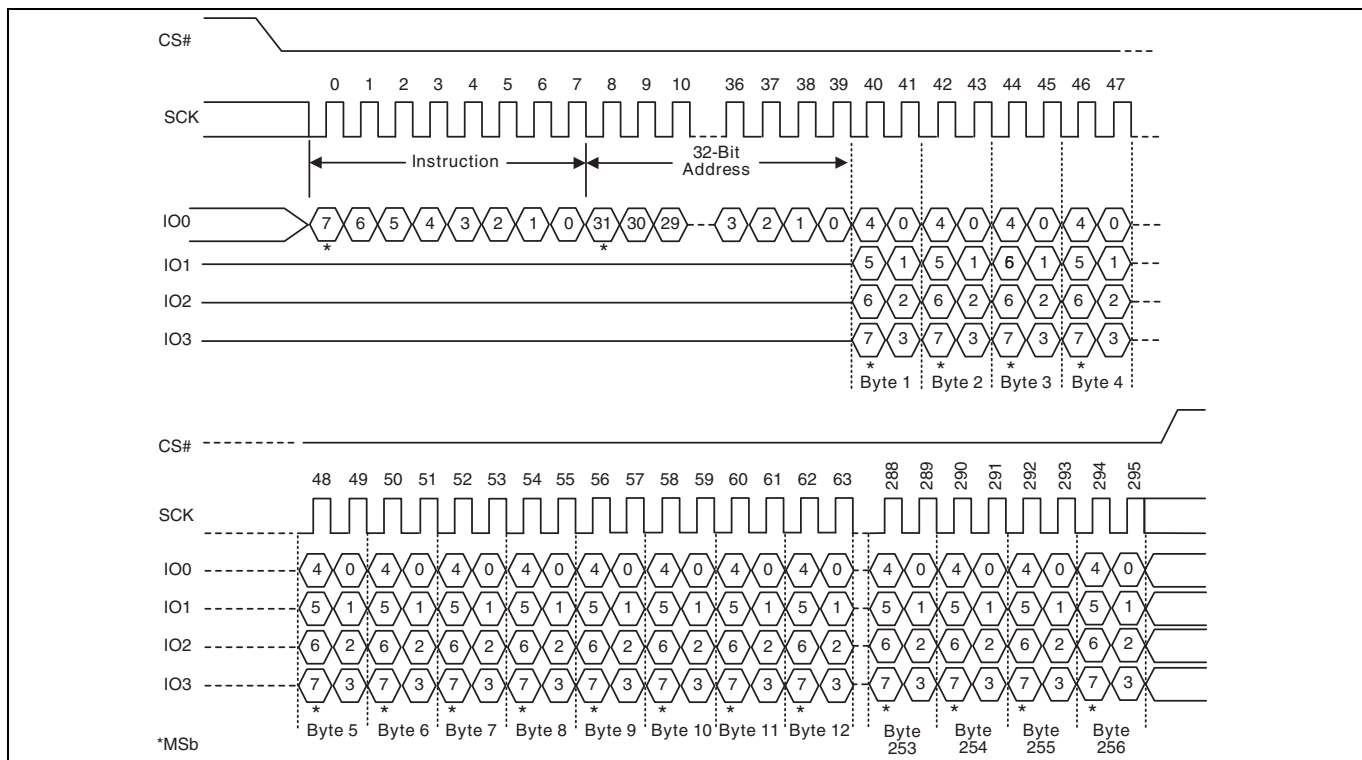 CS#
0 1 2 3 4 5 6 7 8 9 10 36 37 38 39 40 41 42 43 44 45 46 47
SCK
Instruction
32-Bit
Address
IO0 7 6 5 4 3 2 1 0 31 30 29 3 2 1 0 4 0 4 0 4 0 4 0
* *
IO1 5 1 5 1 6 1 5 1
IO2 6 2 6 2 6 2 6 2
IO3 7 3 7 3 7 3 7 3
* * * *
Byte 1 Byte 2 Byte 3 Byte 4
CS#
48 49 50 51 52 53 54 55 56 57 58 59 60 61 62 63 288 289 290 291 292 293 294 295
SCK
IO0 4 0 4 0 4 0 4 0 4 0 4 0 4 0 4 0 4 0 4 0 4 0 4 0
IO1 5 1 5 1 5 1 5 1 5 1 5 1 5 1 5 1 5 1 5 1 5 1 5 1
IO2 6 2 6 2 6 2 6 2 6 2 6 2 6 2 6 2 6 2 6 2 6 2 6 2
IO3 7 3 7 3 7 3 7 3 7 3 7 3 7 3 7 3 7 3 7 3 7 3 7 3
* * * * * * * * * * * *
Byte 5 Byte 6 Byte 7 Byte 8 Byte 9 Byte 10 Byte 11 Byte 12 Byte 253 Byte 254 Byte 255 Byte 256
*MSb